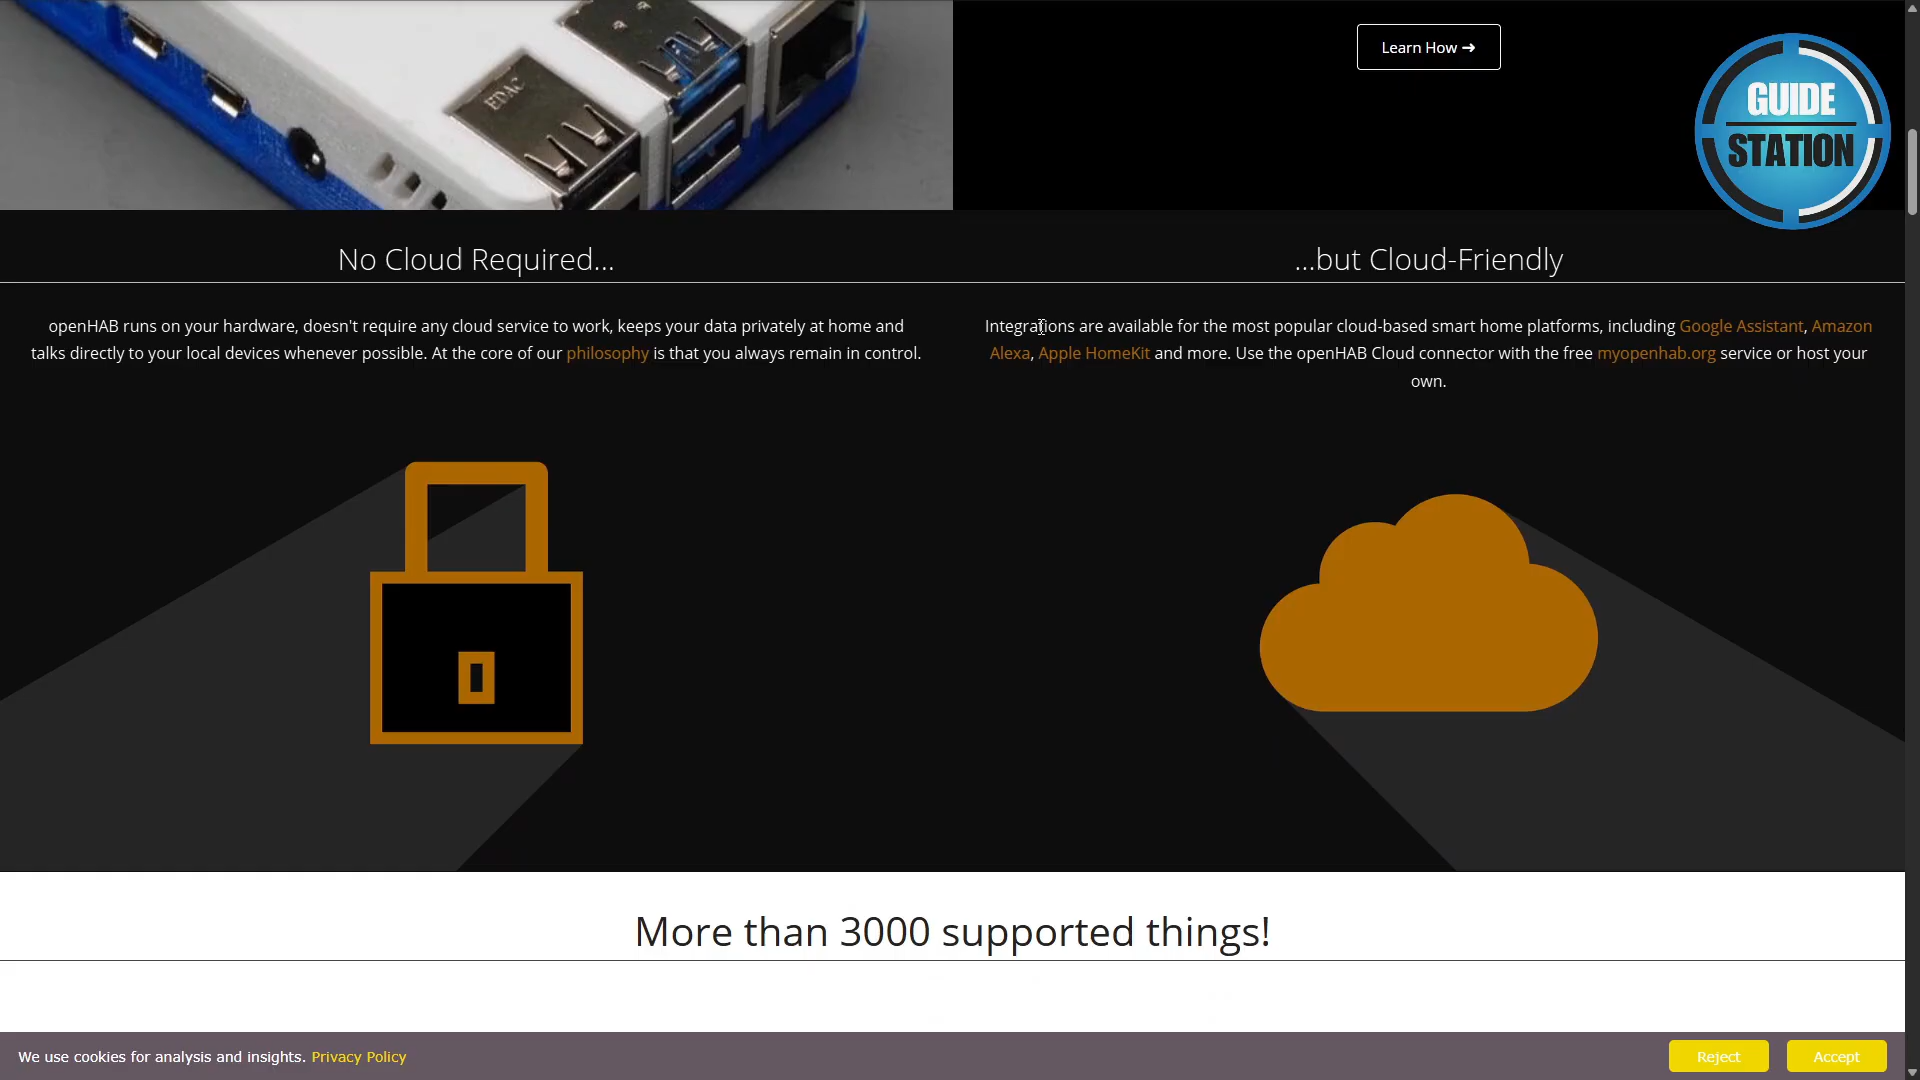 EDAC
Learn How ➜
GUIDE
STATION
No Cloud Required...
openHAB runs on your hardware, doesn't require any cloud service to work, keeps your data privately at home and
talks directly to your local devices whenever possible. At the core of our philosophy is that you always remain in control.
...but Cloud-Friendly
Integrations are available for the most popular cloud-based smart home platforms, including Google Assistant, Amazon
Alexa, Apple HomeKit and more. Use the openHAB Cloud connector with the free myopenhab.org service or host your
own.
More than 3000 supported things!
We use cookies for analysis and insights. Privacy Policy
Reject
Accept